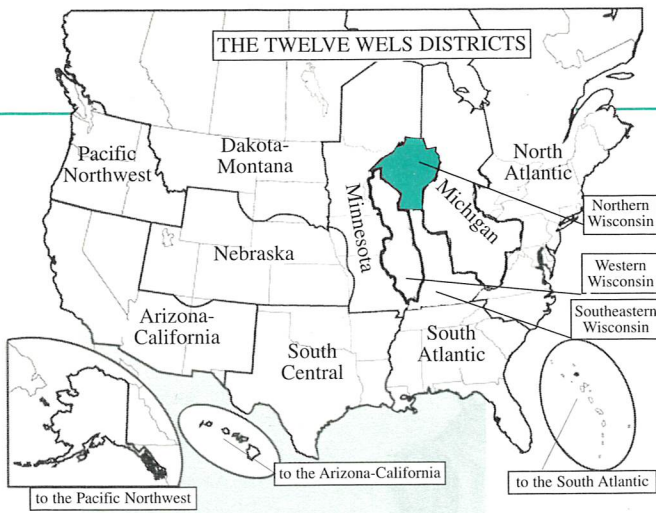 THE TWELVE WELS DISTRICTS
Pacific
Northwest
Dakota-
Montana
North
Atlantic
Minnesota
Michigan
Northern
Wisconsin
Nebraska
Western
Wisconsin
Southeastern
Wisconsin
Arizona-
California
South
Central
South
Atlantic
to the Arizona-California
to the South Atlantic
to the Pacific Northwest